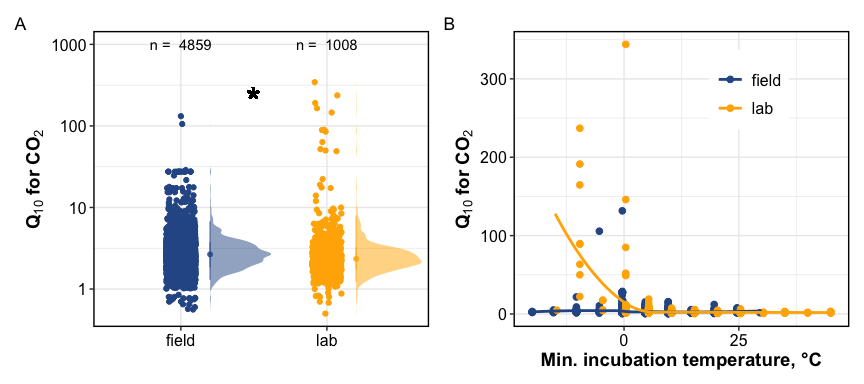 A
n = 4859
n = 1008
1000
100
10
1
Q10 for CO2
*
field
lab
B
300
200
100
0
Q10 for CO2
field
lab
0
25
Min. incubation temperature, °C